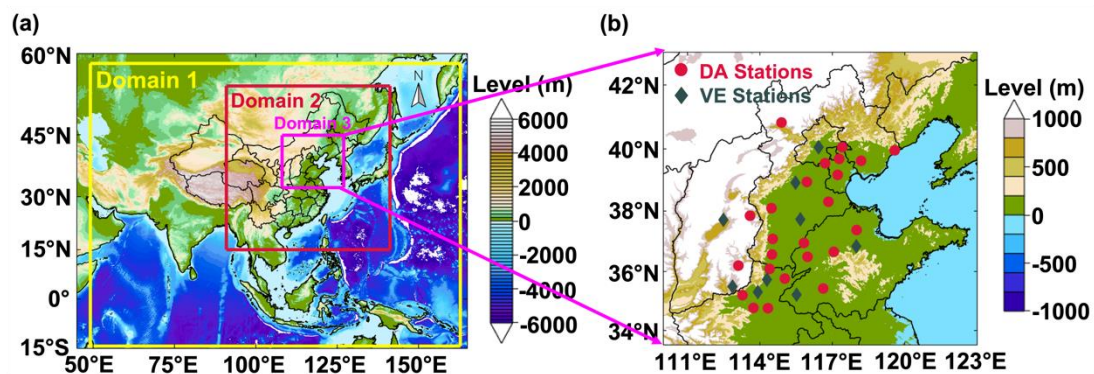 (a)
60°N
45°N
30°N
15°N
0°N
15°S
50°E 75°E 100°E 125°E 150°E
Domain 1
Domain 2
Domain 3
N
Level (m)
6000
4000
2000
0
-2000
-4000
-6000
(b)
42°N
40°N
38°N
36°N
34°N
111°E 114°E 117°E 120°E 123°E
DA Stations
VE Stations
Level (m)
1000
500
0
-500
-1000